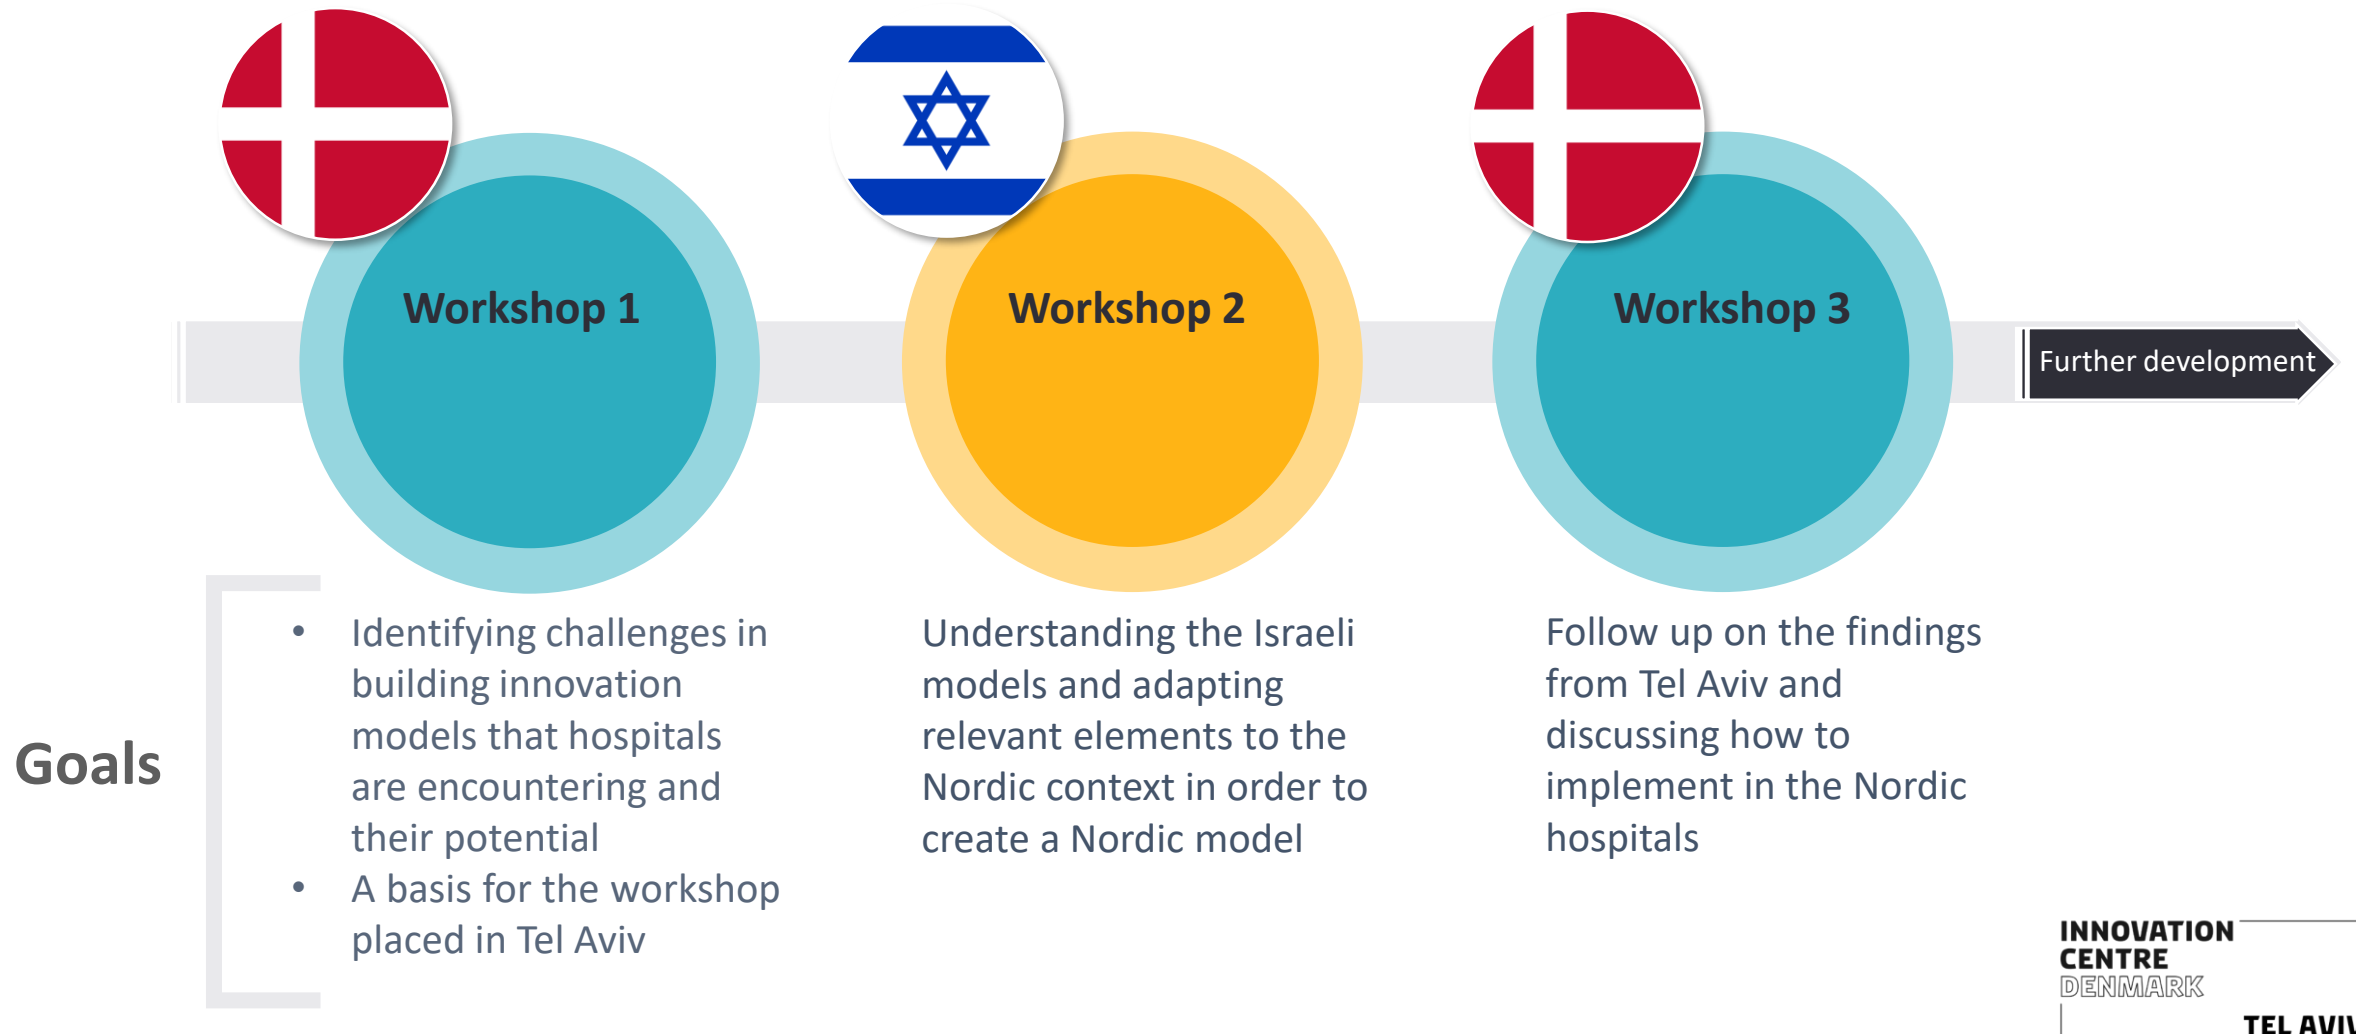 Workshop 1
Workshop 2
Workshop 3
Further development
Goals
• Identifying challenges in
building innovation
models that hospitals
are encountering and
their potential
• A basis for the workshop
placed in Tel Aviv
Understanding the Israeli
models and adapting
relevant elements to the
Nordic context in order to
create a Nordic model
Follow up on the findings
from Tel Aviv and
discussing how to
implement in the Nordic
hospitals
INNOVATION
CENTRE
DENMARK
TEL AVIV